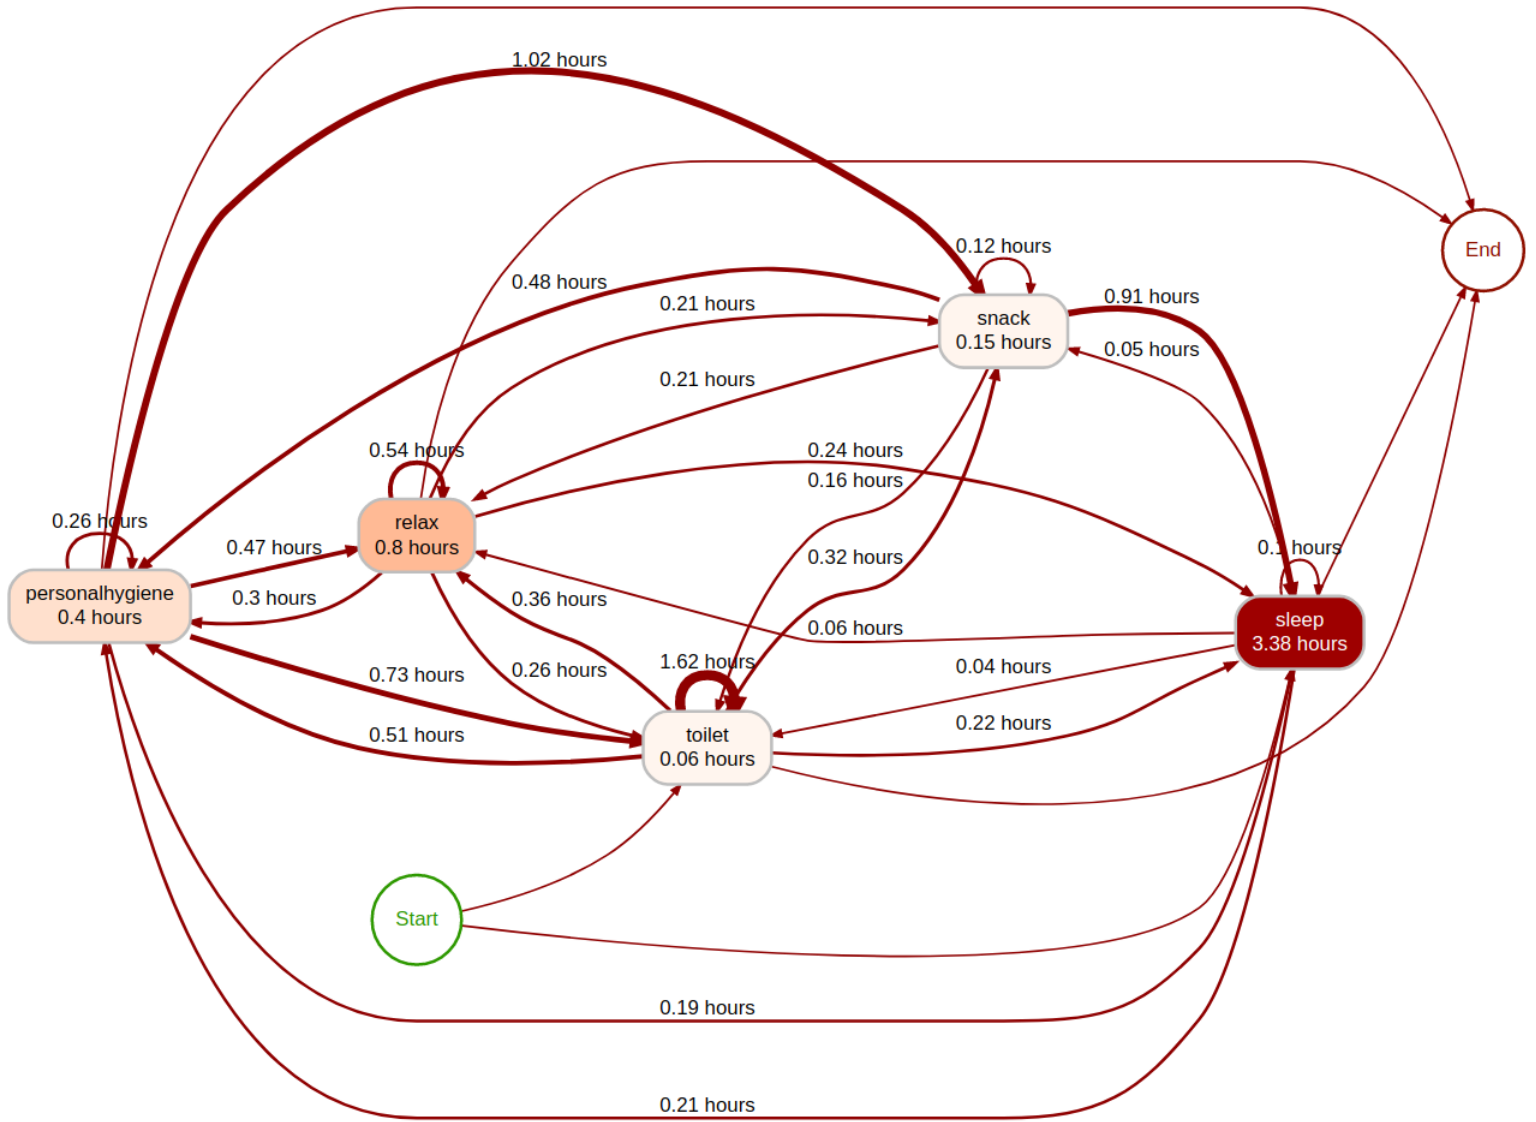 1.02 hours
0.12 hours
End
0.48 hours
0.91 hours
0.21 hours
snack
0.15 hours
0.05 hours
0.21 hours
0.54 hours
0.24 hours
0.16 hours
0.26 hours
relax
0.8 hours
0.47 hours
0.32 hours
0.1 hours
personalhygiene
0.4 hours
0.3 hours
0.36 hours
0.06 hours
sleep
3.38 hours
0.73 hours
0.26 hours
1.62 hours
0.04 hours
0.51 hours
toilet
0.06 hours
0.22 hours
Start
0.19 hours
0.21 hours